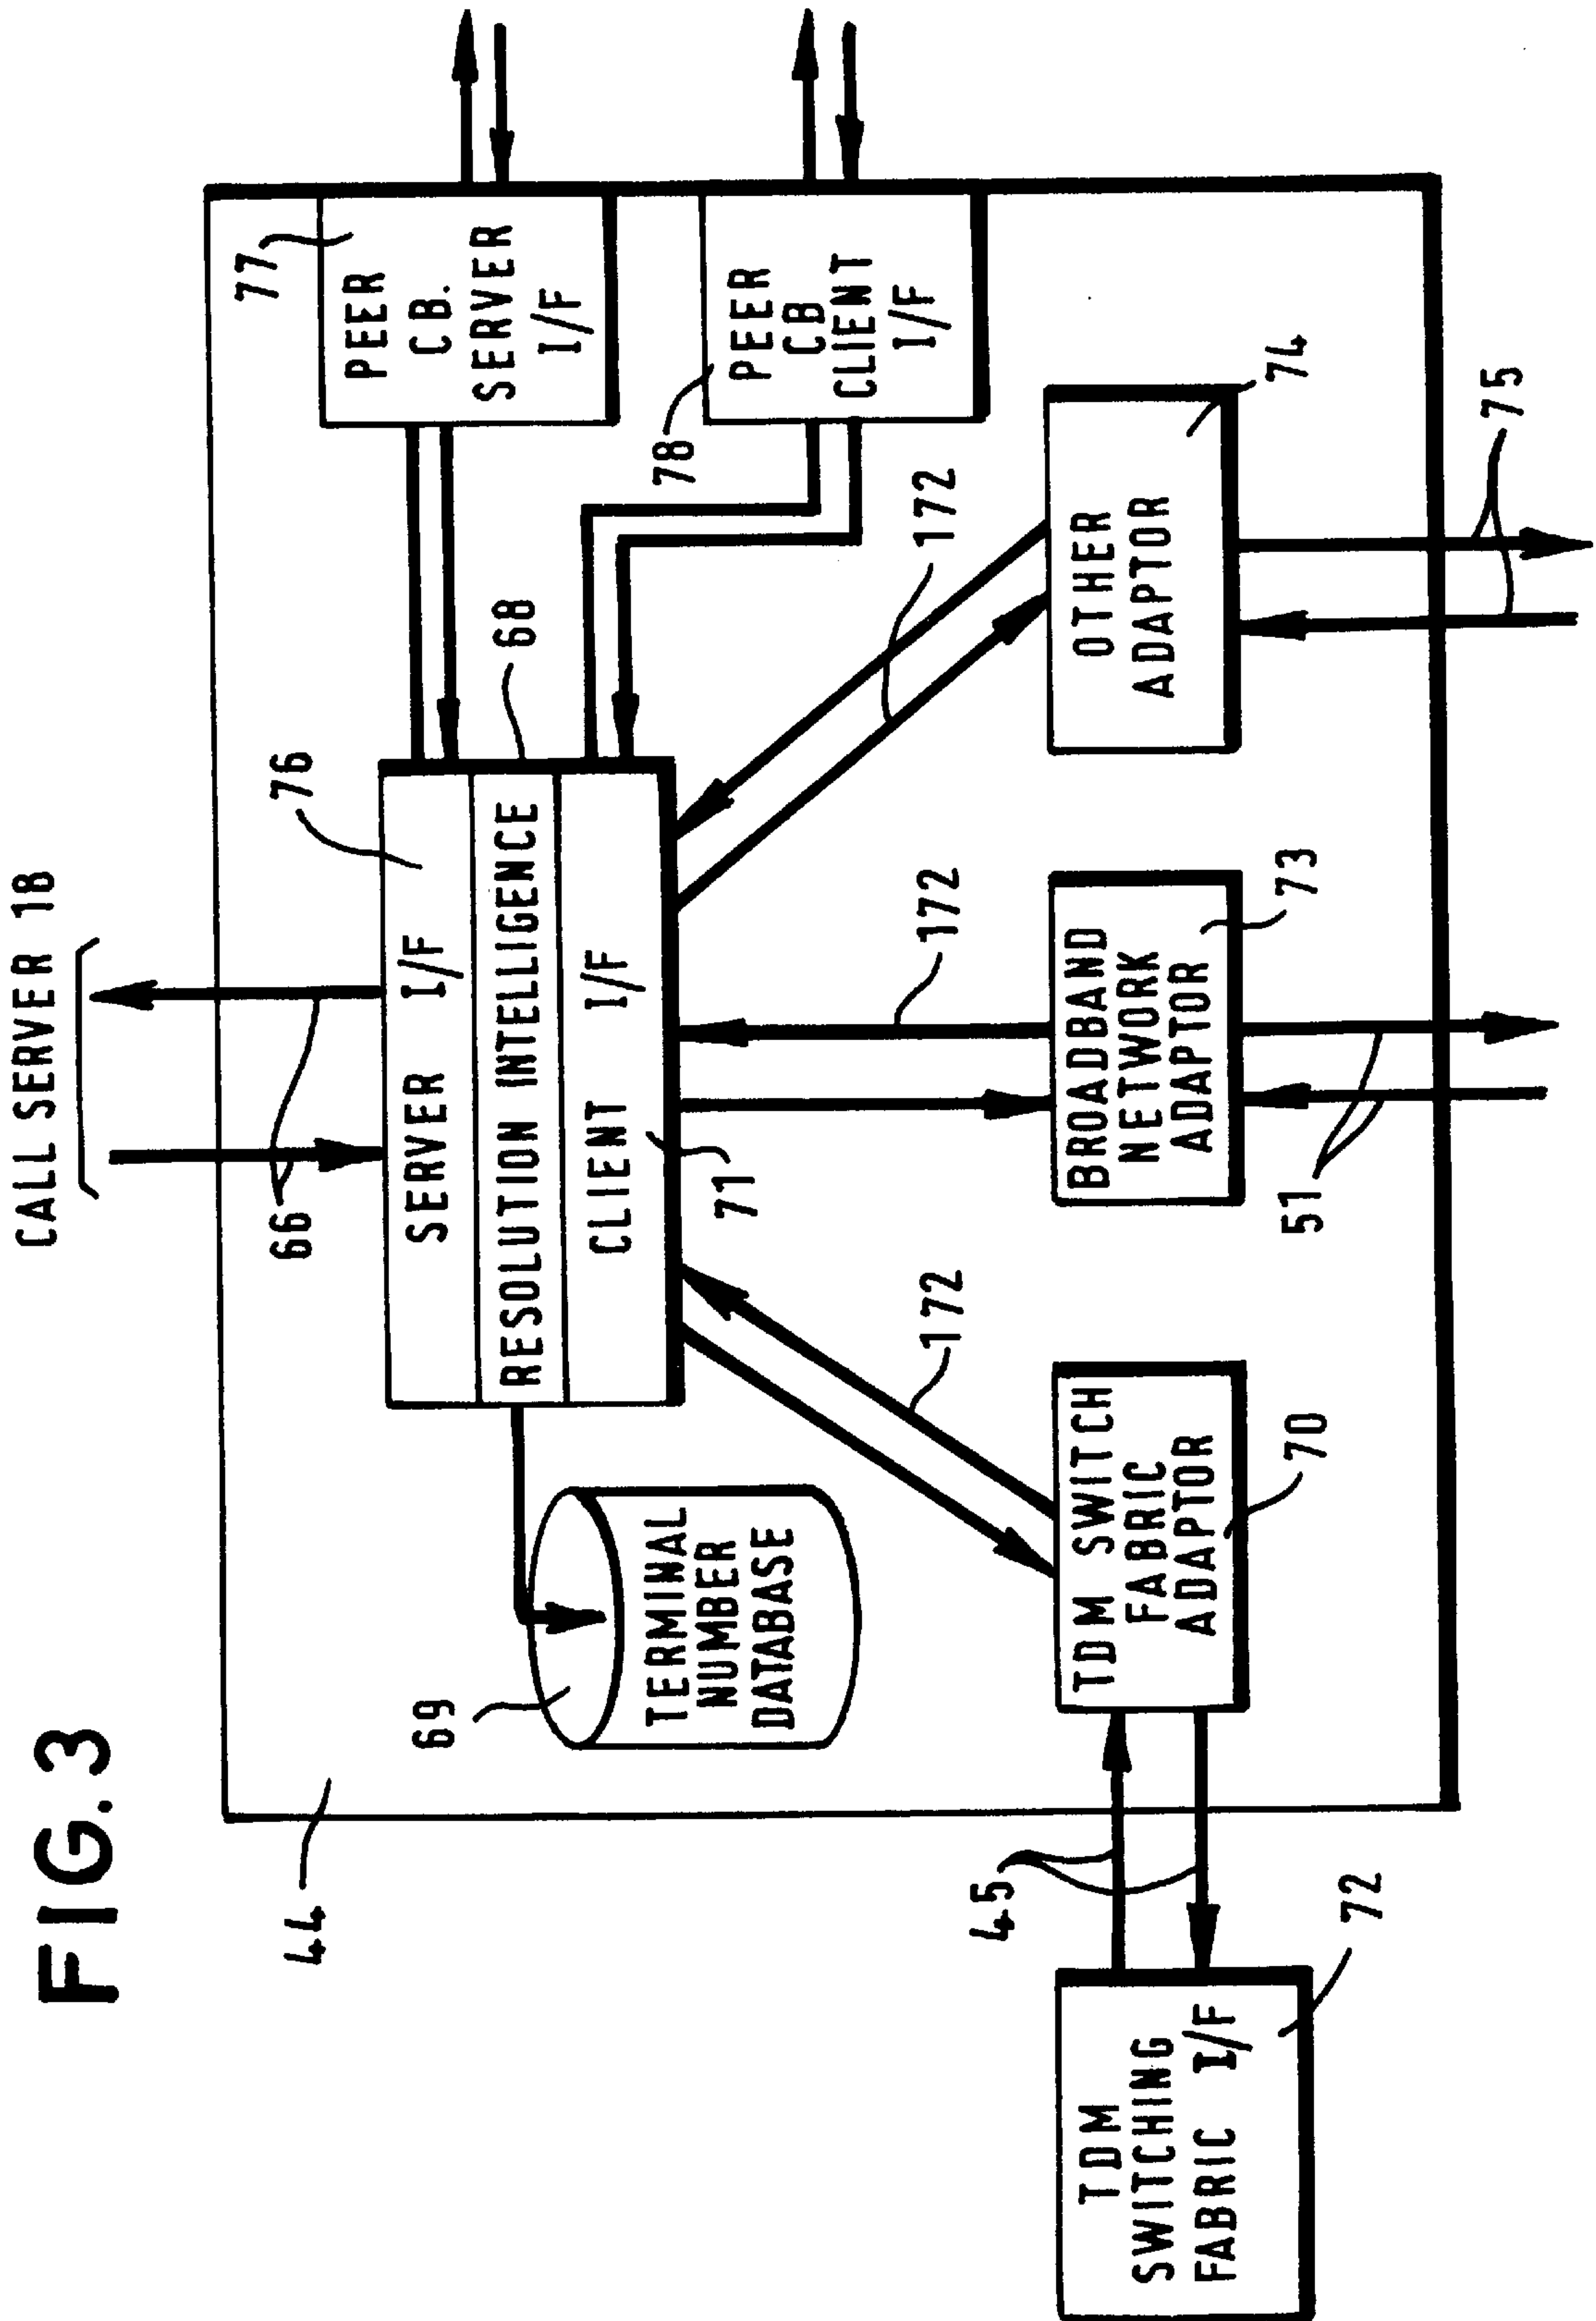 FIG.3
CALL SERVER 18
66
76
44
77
PEER
CB.
SERVER
I/F
SERVER I/F
RESOLUTION INTELLIGENCE
CLIENT I/F
68
71
69
TERMINAL
NUMBER
DATABASE
78
PEER
CB
CLIENT
I/F
172
172
172
TDM SWITCH
FABRIC
ADAPTOR
70
BROADBAND
NETWORK
ADAPTOR
73
OTHER
ADAPTOR
74
45
51
75
TDM
SWITCHING
FABRIC I/F
72